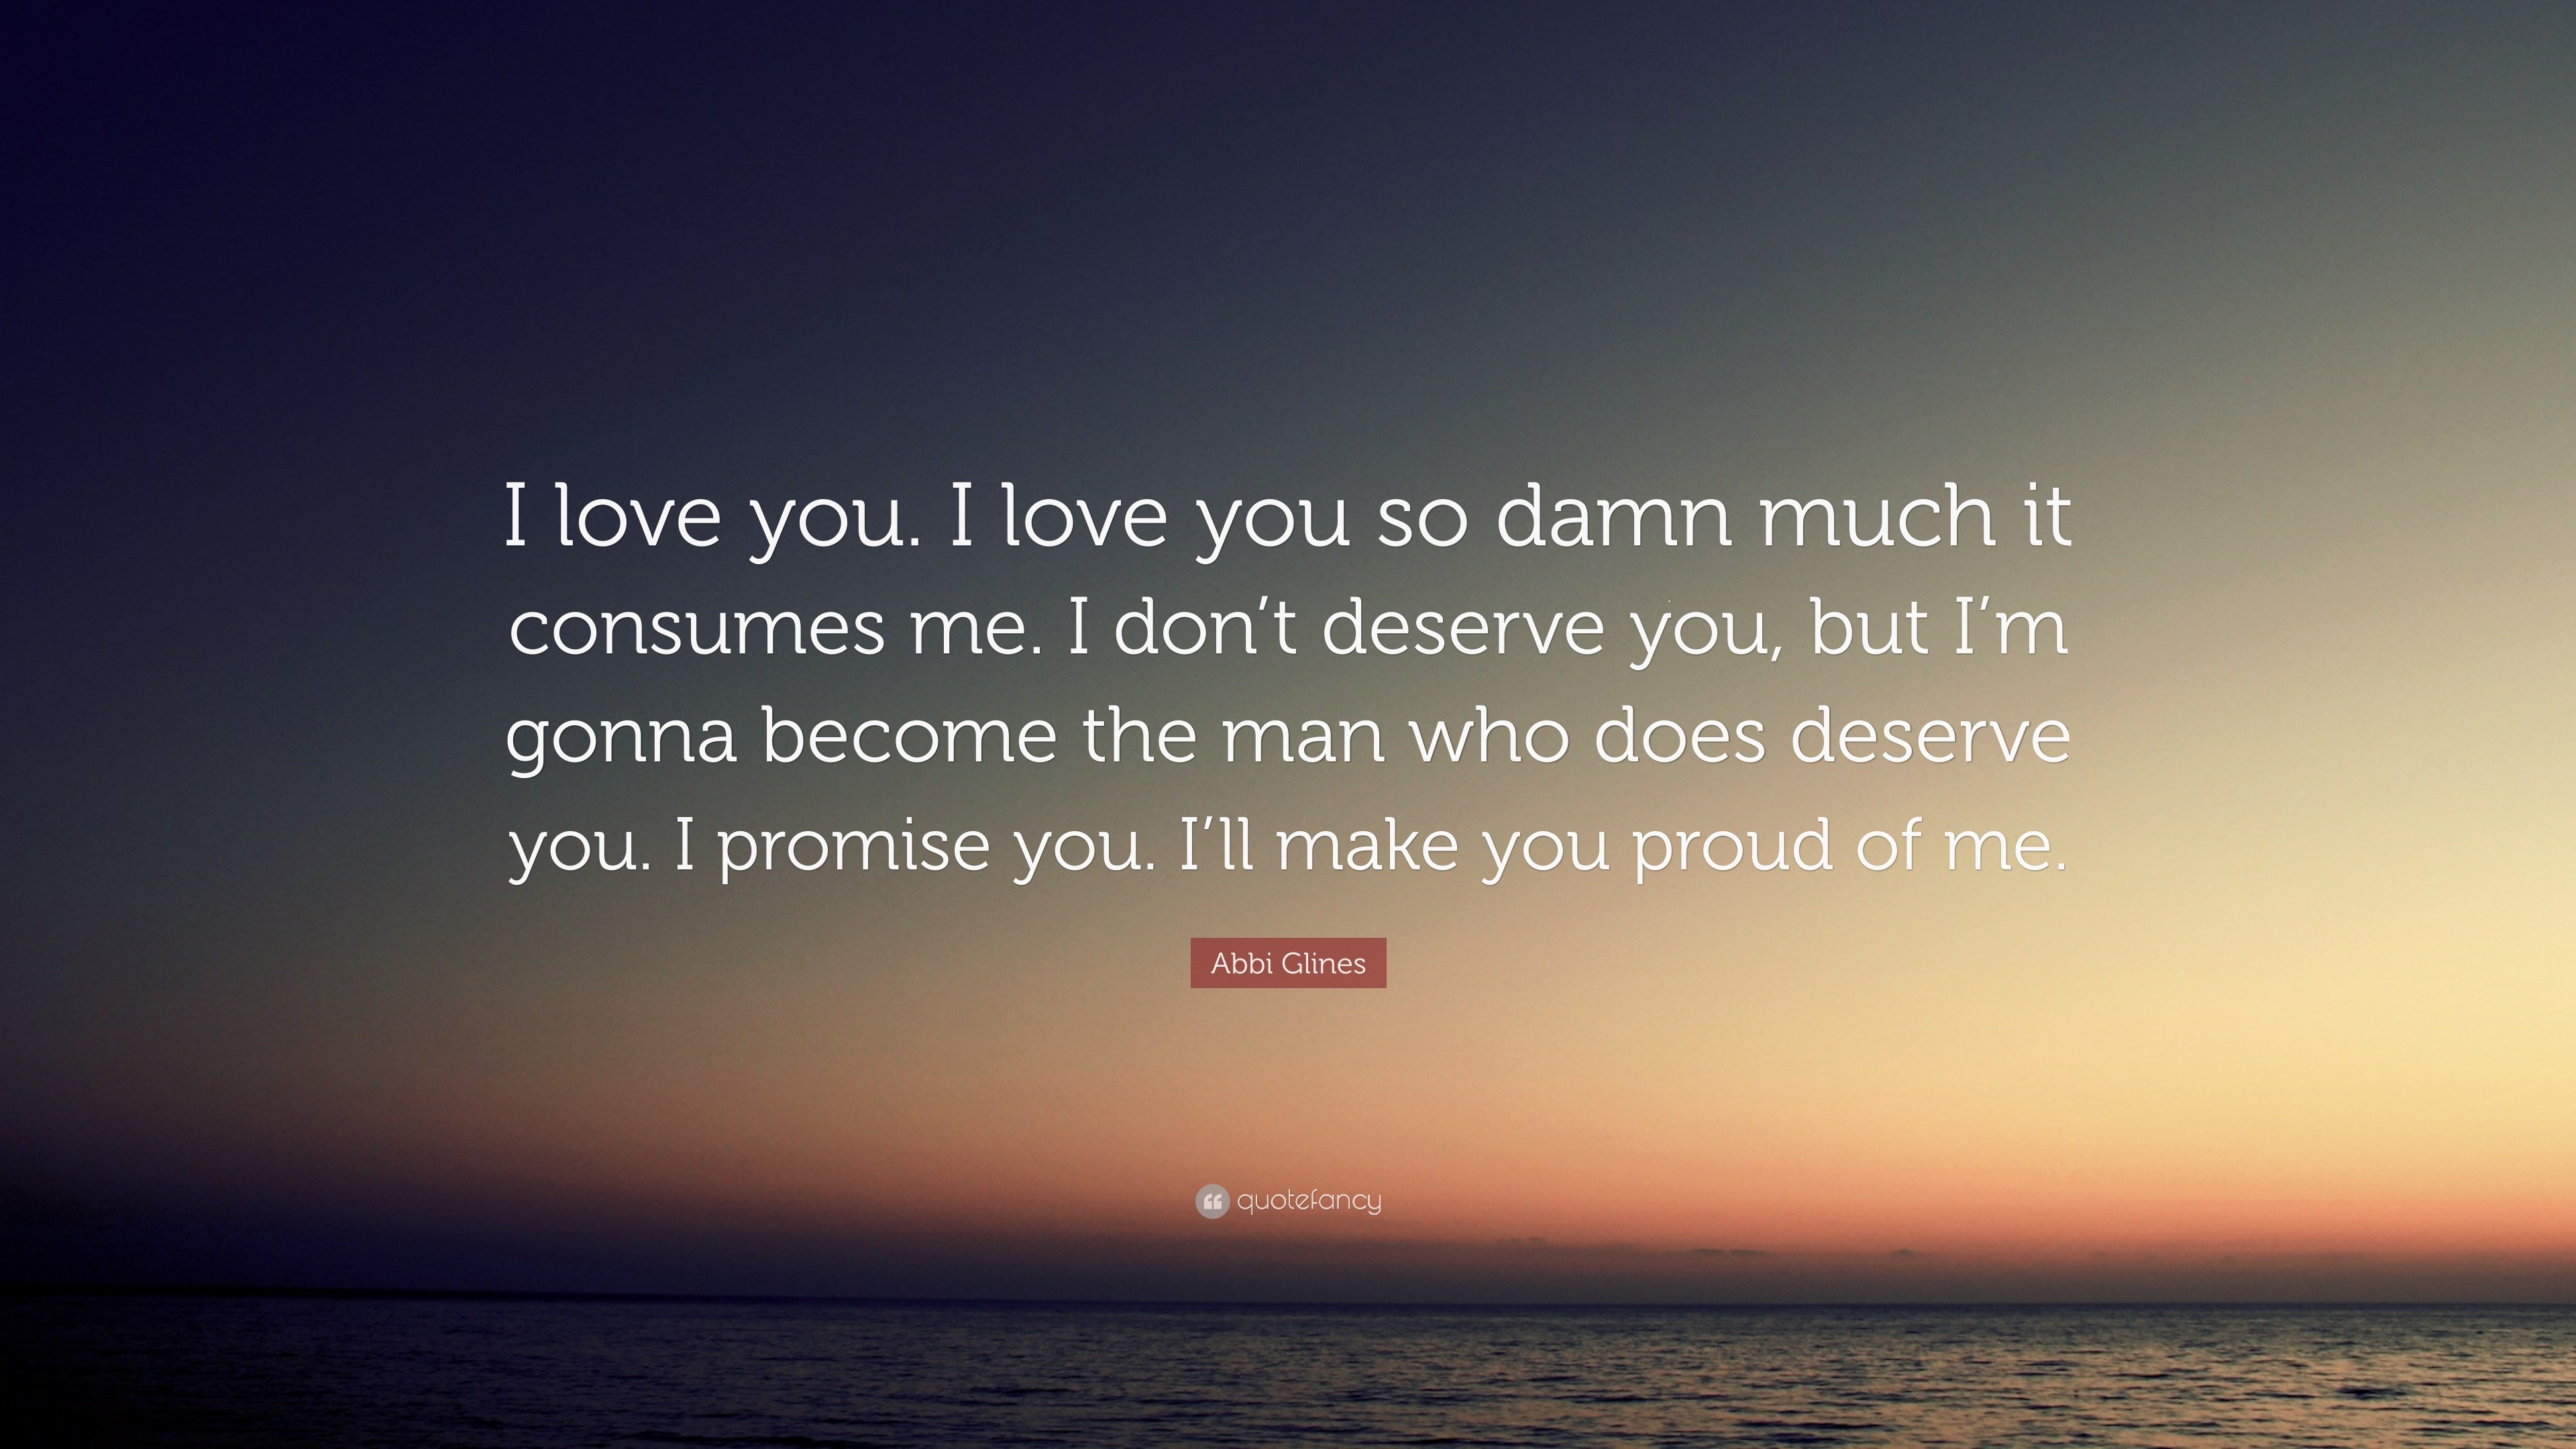 I love you. I love you so damn much it
consumes me. I don’t deserve you, but I’m
gonna become the man who does deserve
you. I promise you. I’ll make you proud of me.
Abbi Glines
quotefancy